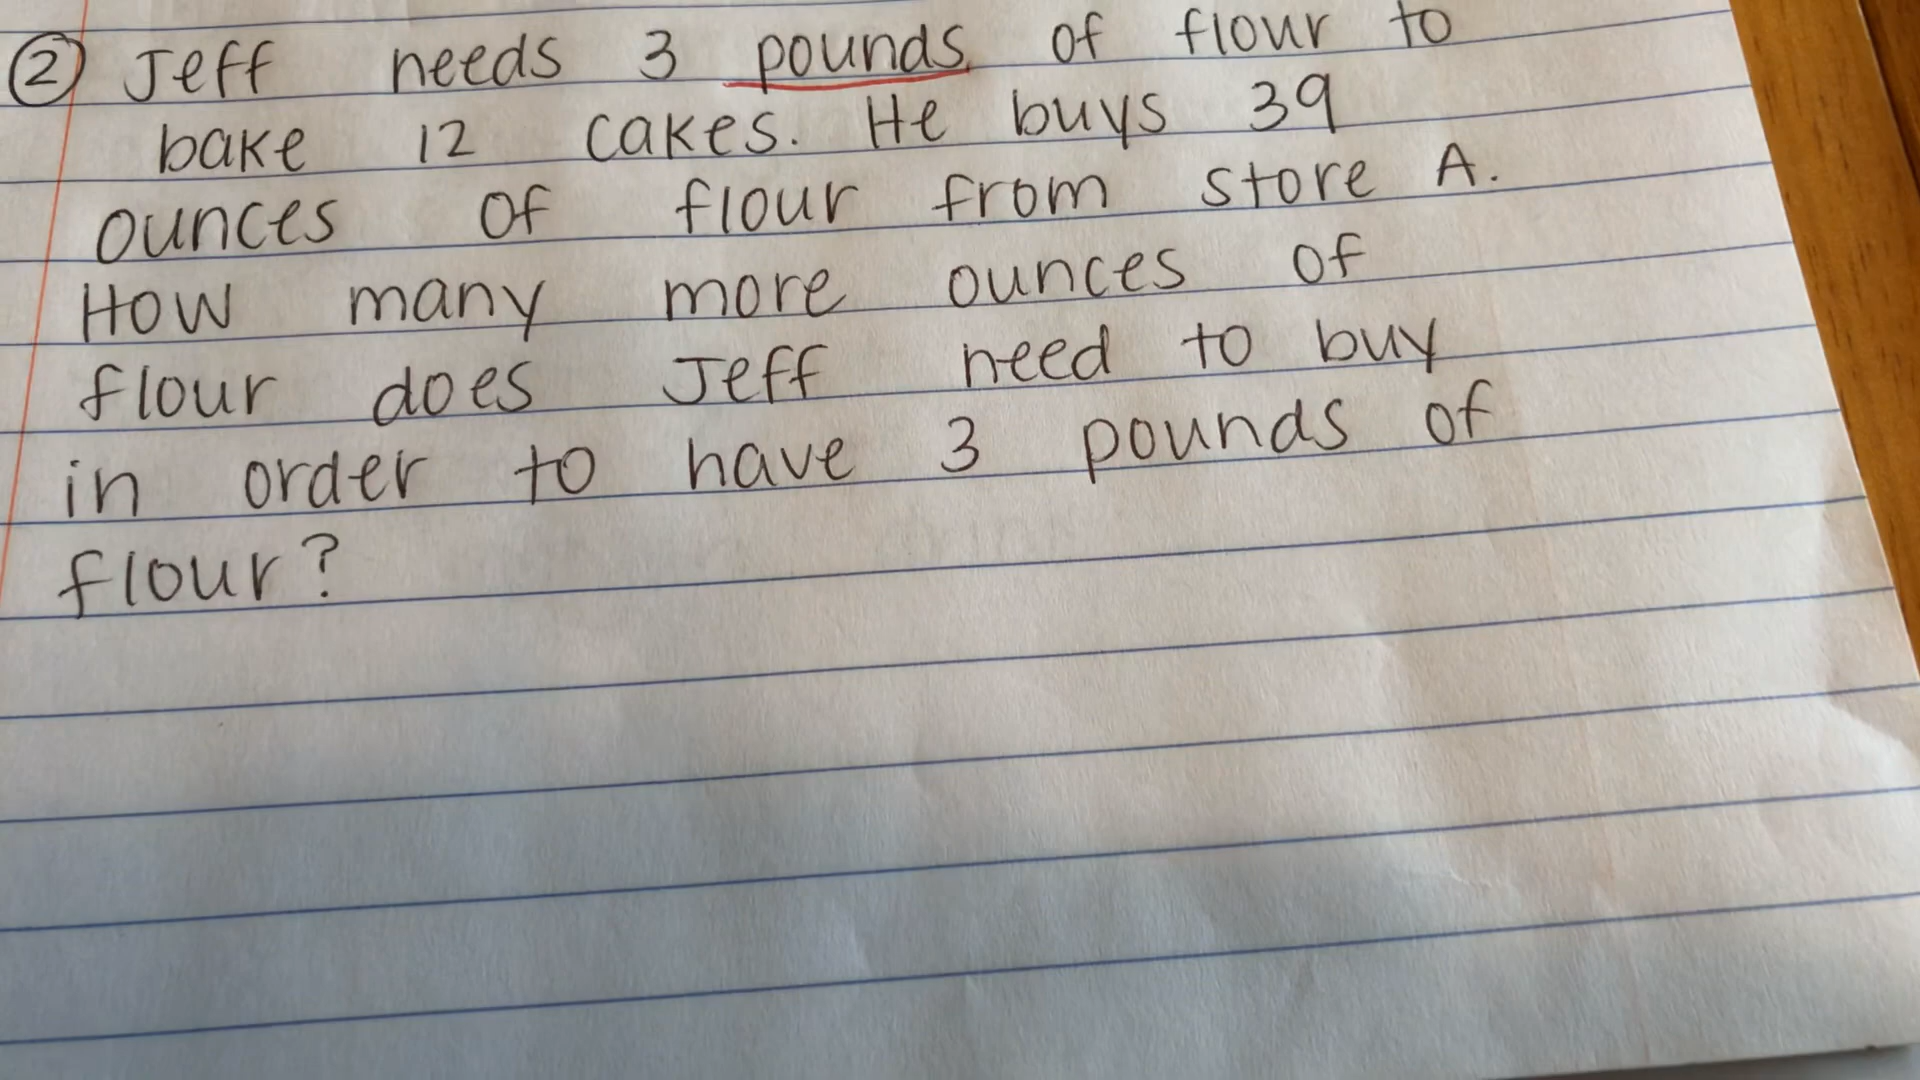 ② Jeff needs 3 pounds of flour to
bake 12 cakes. He buys 39
ounces of flour from store A.
How many more ounces of
flour does Jeff need to buy
in order to have 3 pounds of
flour?